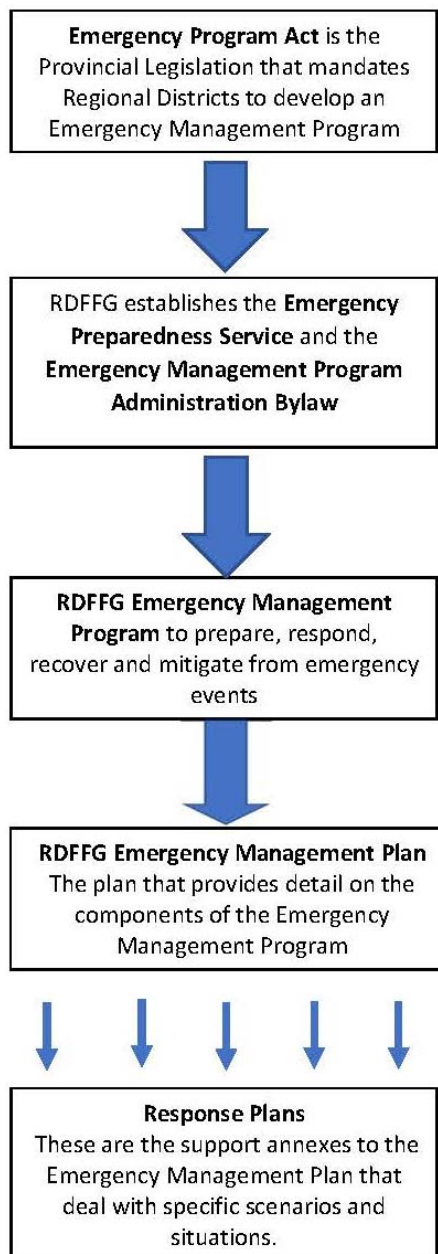 Emergency Program Act is the
Provincial Legislation that mandates
Regional Districts to develop an
Emergency Management Program
RDFFG establishes the Emergency
Preparedness Service and the
Emergency Management Program
Administration Bylaw
RDFFG Emergency Management
Program to prepare, respond,
recover and mitigate from emergency
events
RDFFG Emergency Management Plan
The plan that provides detail on the
components of the Emergency
Management Program
Response Plans
These are the support annexes to the
Emergency Management Plan that
deal with specific scenarios and
situations.